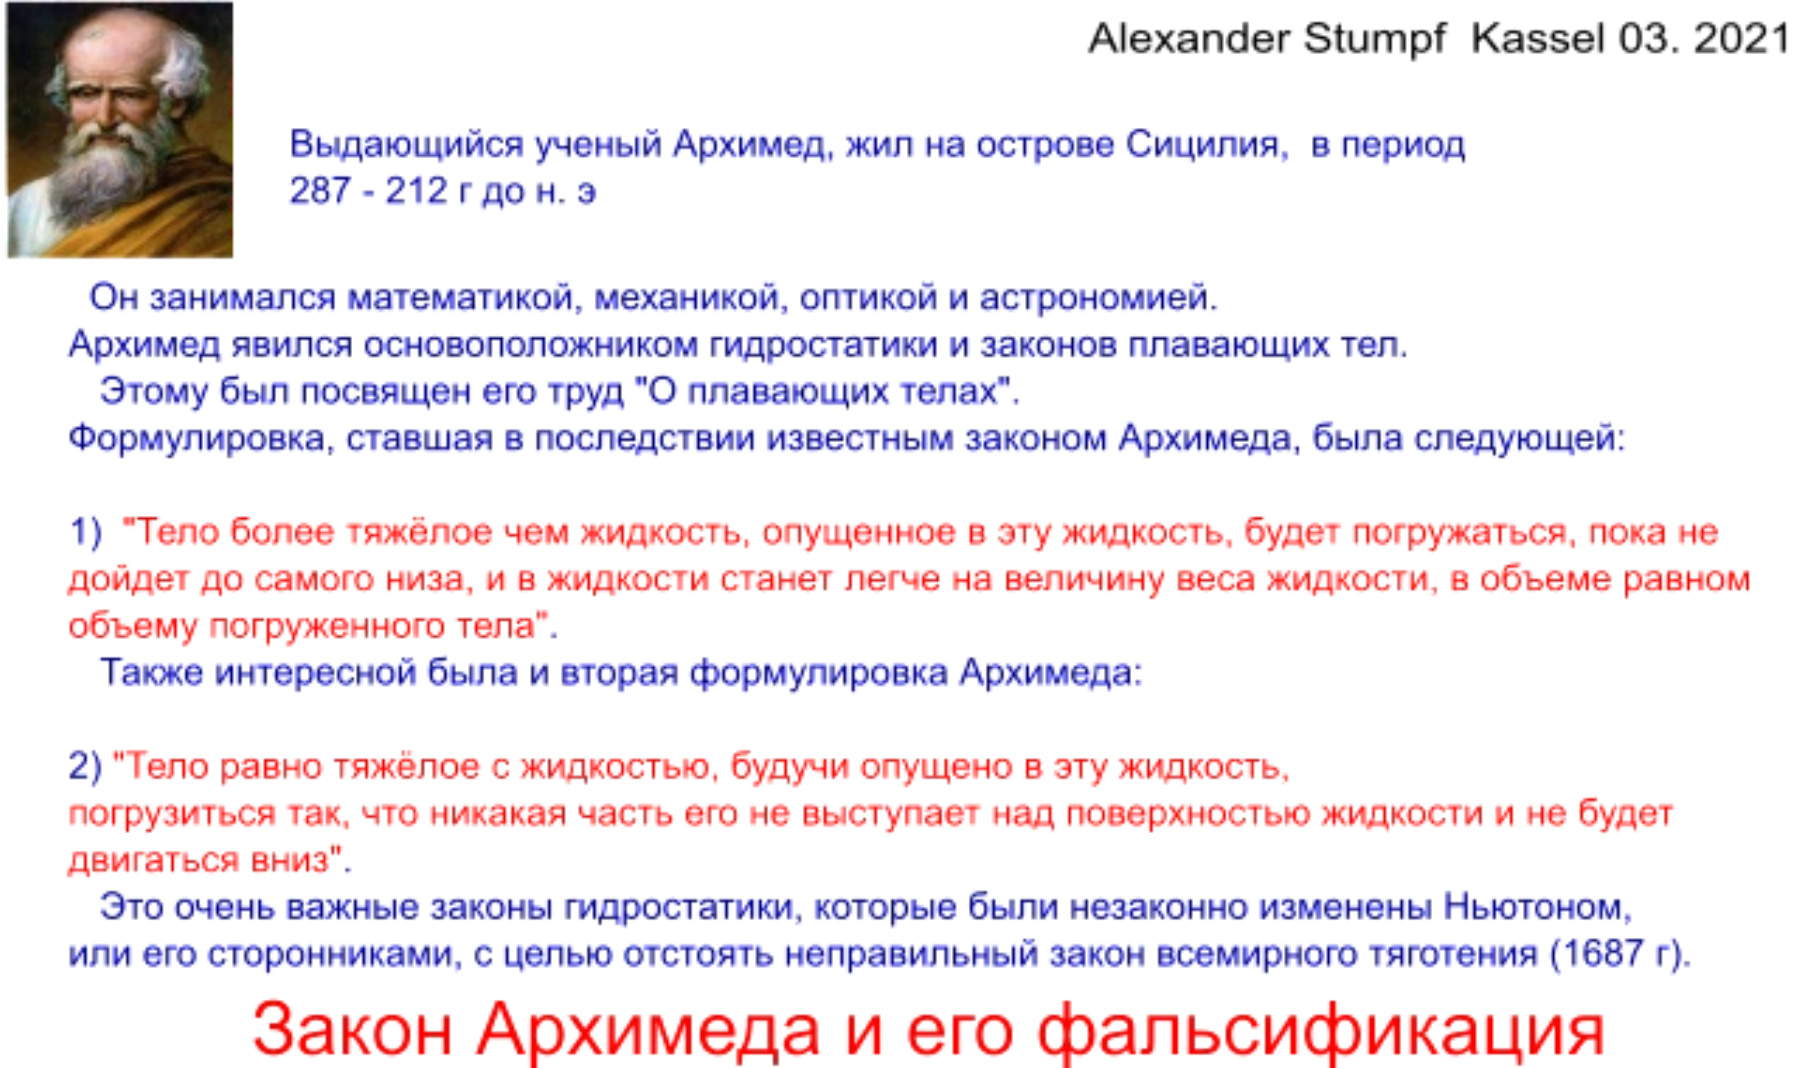 Alexander Stumpf Kassel 03. 2021
Выдающийся ученый Архимед, жил на острове Сицилия, в период
287 - 212 г до н. э
Он занимался математикой, механикой, оптикой и астрономией.
Архимед явился основоположником гидростатики и законов плавающих тел.
Этому был посвящен его труд "О плавающих телах".
Формулировка, ставшая в последствии известным законом Архимеда, была следующей:
1) "Тело более тяжёлое чем жидкость, опущенное в эту жидкость, будет погружаться, пока не
дойдет до самого низа, и в жидкости станет легче на величину веса жидкости, в объеме равном
объему погруженного тела".
Также интересной была и вторая формулировка Архимеда:
2) "Тело равно тяжёлое с жидкостью, будучи опущено в эту жидкость,
погрузиться так, что никакая часть его не выступает над поверхностью жидкости и не будет
двигаться вниз".
Это очень важные законы гидростатики, которые были незаконно изменены Ньютоном,
или его сторонниками, с целью отстоять неправильный закон всемирного тяготения (1687 г).
Закон Архимеда и его фальсификация